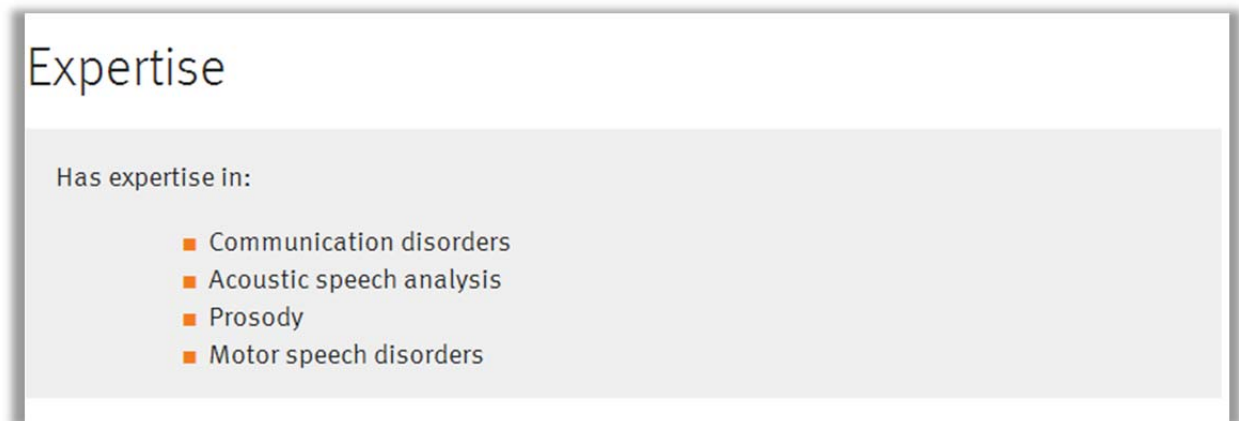 Expertise
Has expertise in:
Communication disorders
Acoustic speech analysis
Prosody
Motor speech disorders